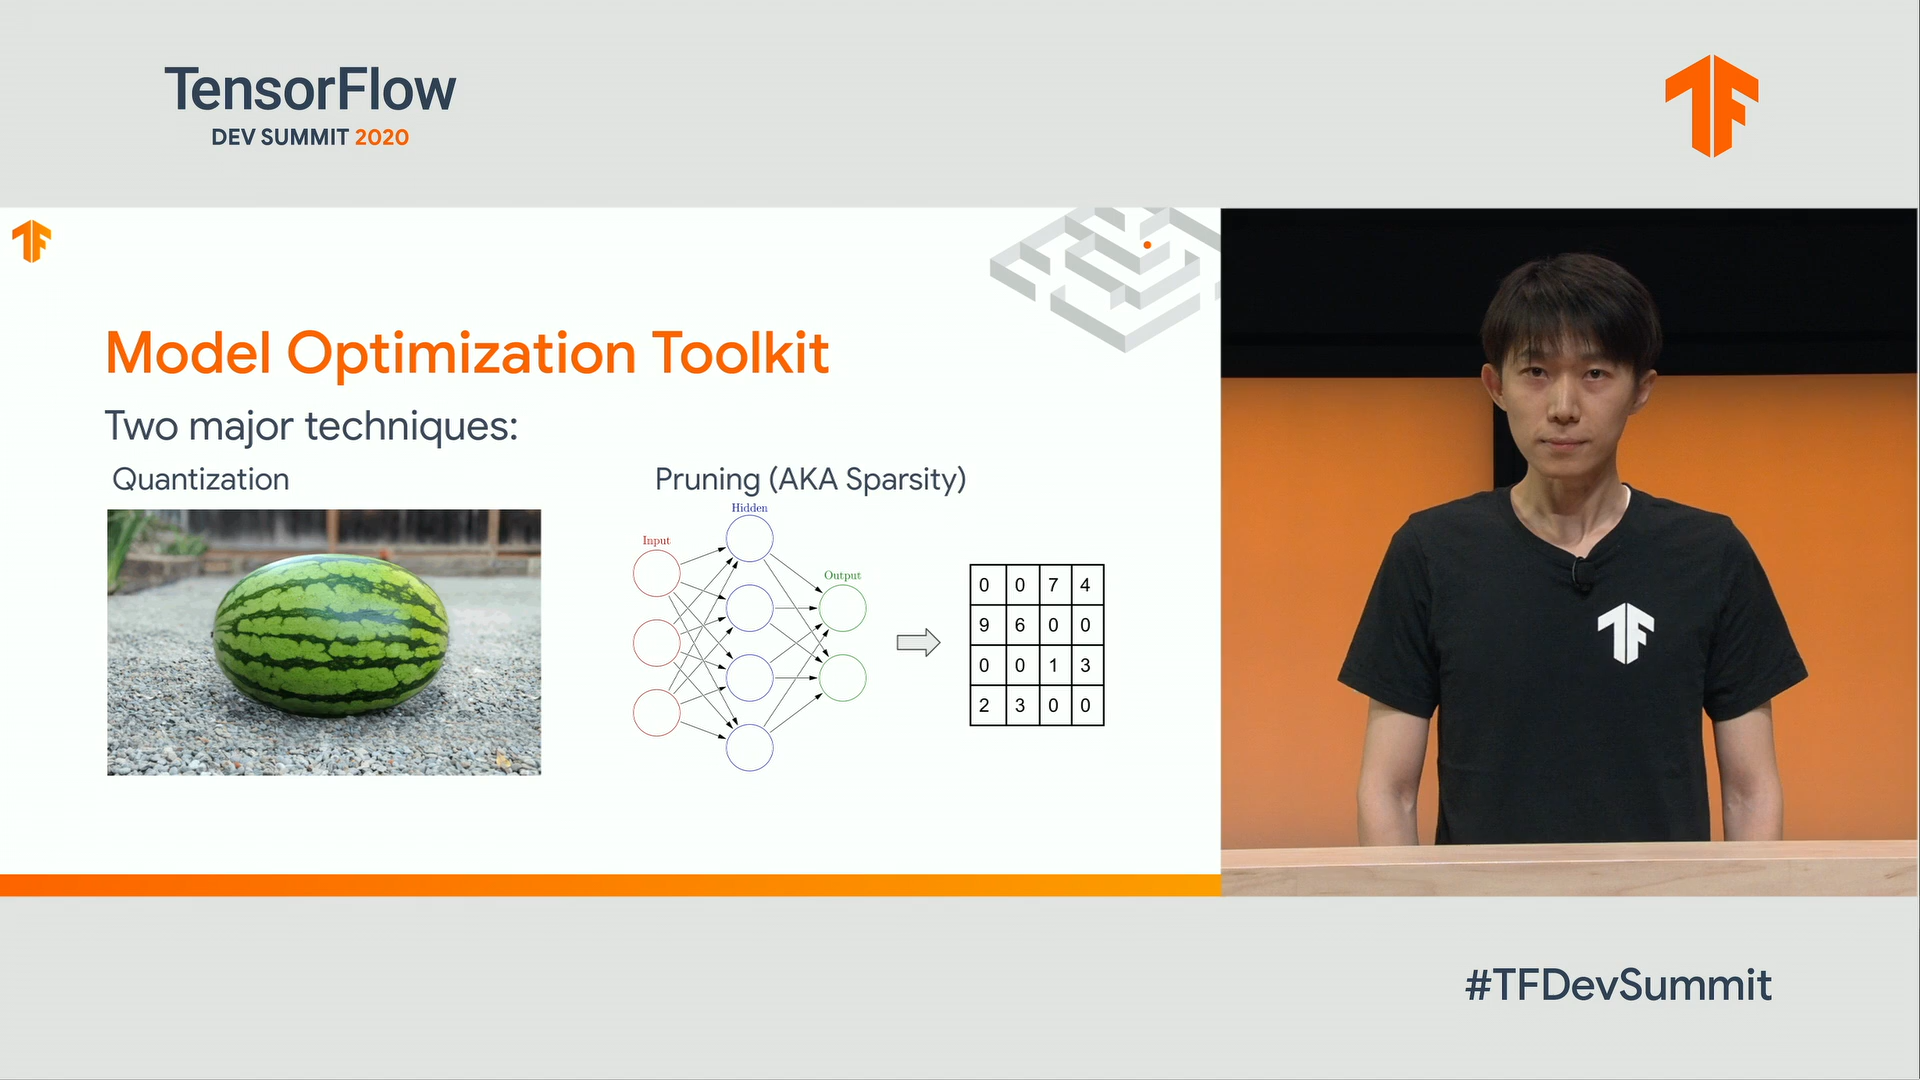 TensorFlow
DEV SUMMIT 2020
Model Optimization Toolkit
Two major techniques:
Quantization
Pruning (AKA Sparsity)
Hidden
Input
Output
0 0 7 4
9 6 0 0
0 0 1 3
2 3 0 0
#TFDevSummit